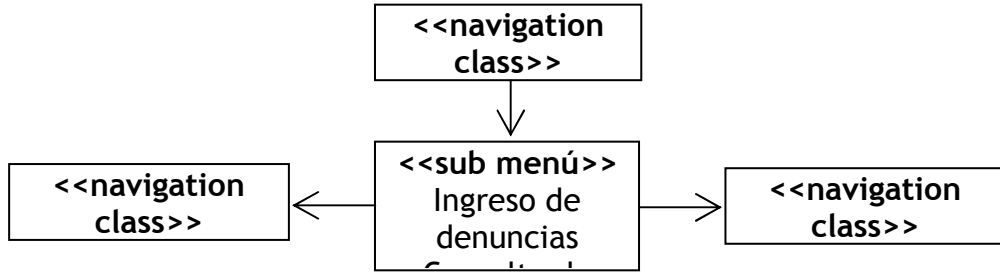 <<navigation
class>>
<<sub menú>>
Ingreso de
denuncias
<<navigation
class>>
<<navigation
class>>